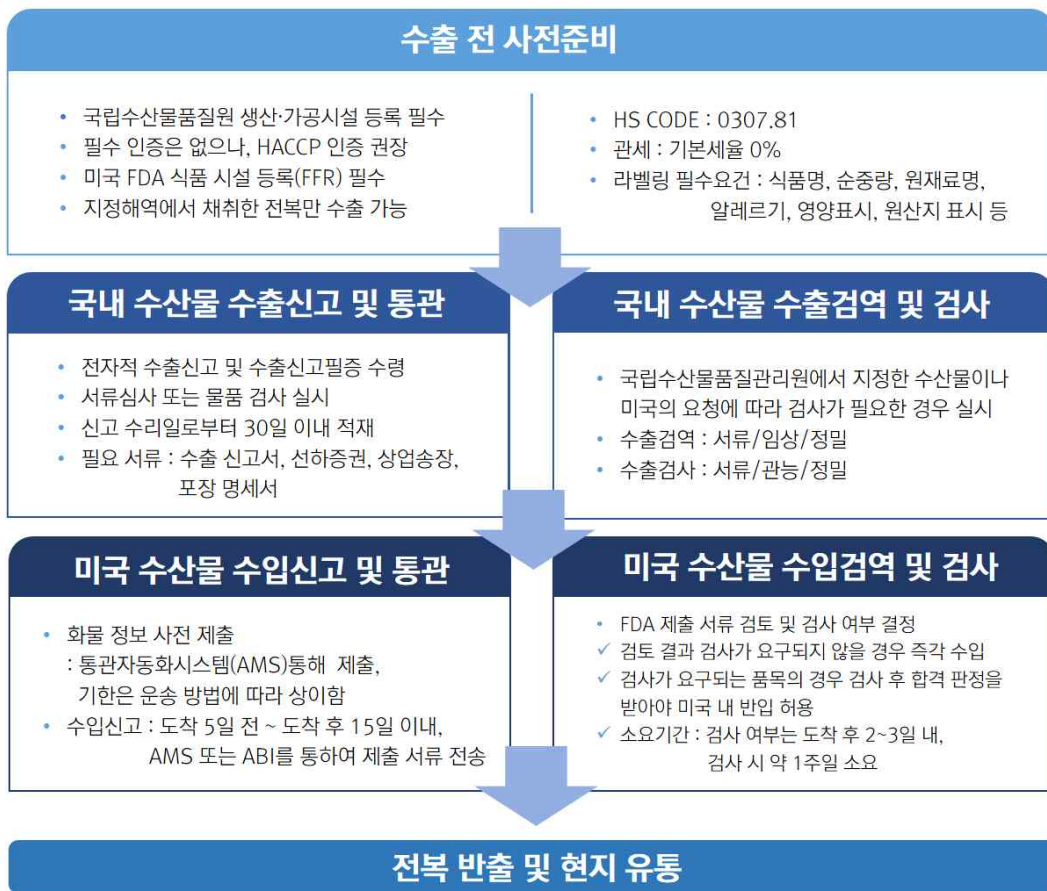 수출 전 사전준비
• 국립수산물품질원 생산·가공시설 등록 필수
• 필수 인증은 없으나, HACCP 인증 권장
• 미국 FDA 식품 시설 등록(FFR) 필수
• 지정해역에서 채취한 전복만 수출 가능
• HS CODE : 0307.81
• 관세 : 기본세율 0%
• 라벨링 필수요건 : 식품명, 순중량, 원재료명,
알레르기, 영양표시, 원산지 표시 등
국내 수산물 수출신고 및 통관
• 전자적 수출신고 및 수출신고필증 수령
• 서류심사 또는 물품 검사 실시
• 신고 수리일로부터 30일 이내 적재
• 필요 서류 : 수출 신고서, 선하증권, 상업송장,
포장 명세서
국내 수산물 수출검역 및 검사
• 국립수산물품질관리원에서 지정한 수산물이나
미국의 요청에 따라 검사가 필요한 경우 실시
• 수출검역 : 서류/임상/정밀
• 수출검사 : 서류/관능/정밀
미국 수산물 수입신고 및 통관
• 화물 정보 사전 제출
: 통관자동화시스템(AMS)통해 제출,
기한은 운송 방법에 따라 상이함
• 수입신고 : 도착 5일 전 ~ 도착 후 15일 이내,
AMS 또는 ABI를 통하여 제출 서류 전송
미국 수산물 수입검역 및 검사
• FDA 제출 서류 검토 및 검사 여부 결정
✓ 검토 결과 검사가 요구되지 않을 경우 즉각 수입
✓ 검사가 요구되는 품목의 경우 검사 후 합격 판정을
받아야 미국 내 반입 허용
✓ 소요기간 : 검사 여부는 도착 후 2~3일 내,
검사 시 약 1주일 소요
전복 반출 및 현지 유통